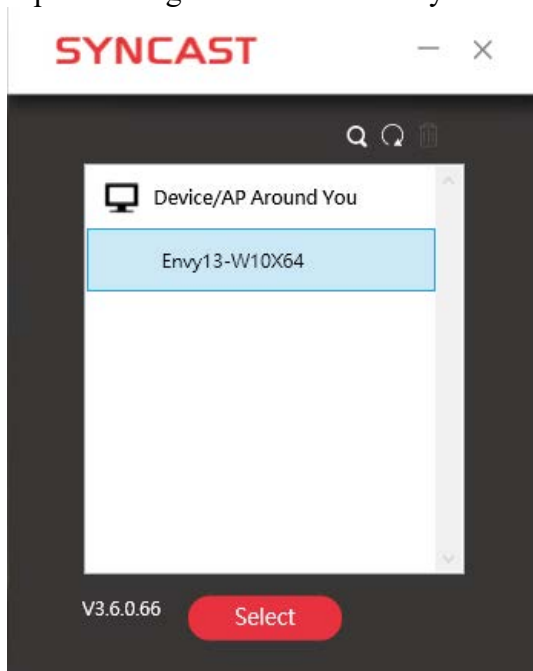 SYNCAST
Device/AP Around You
Envy13-W10X64
V3.6.0.66
Select